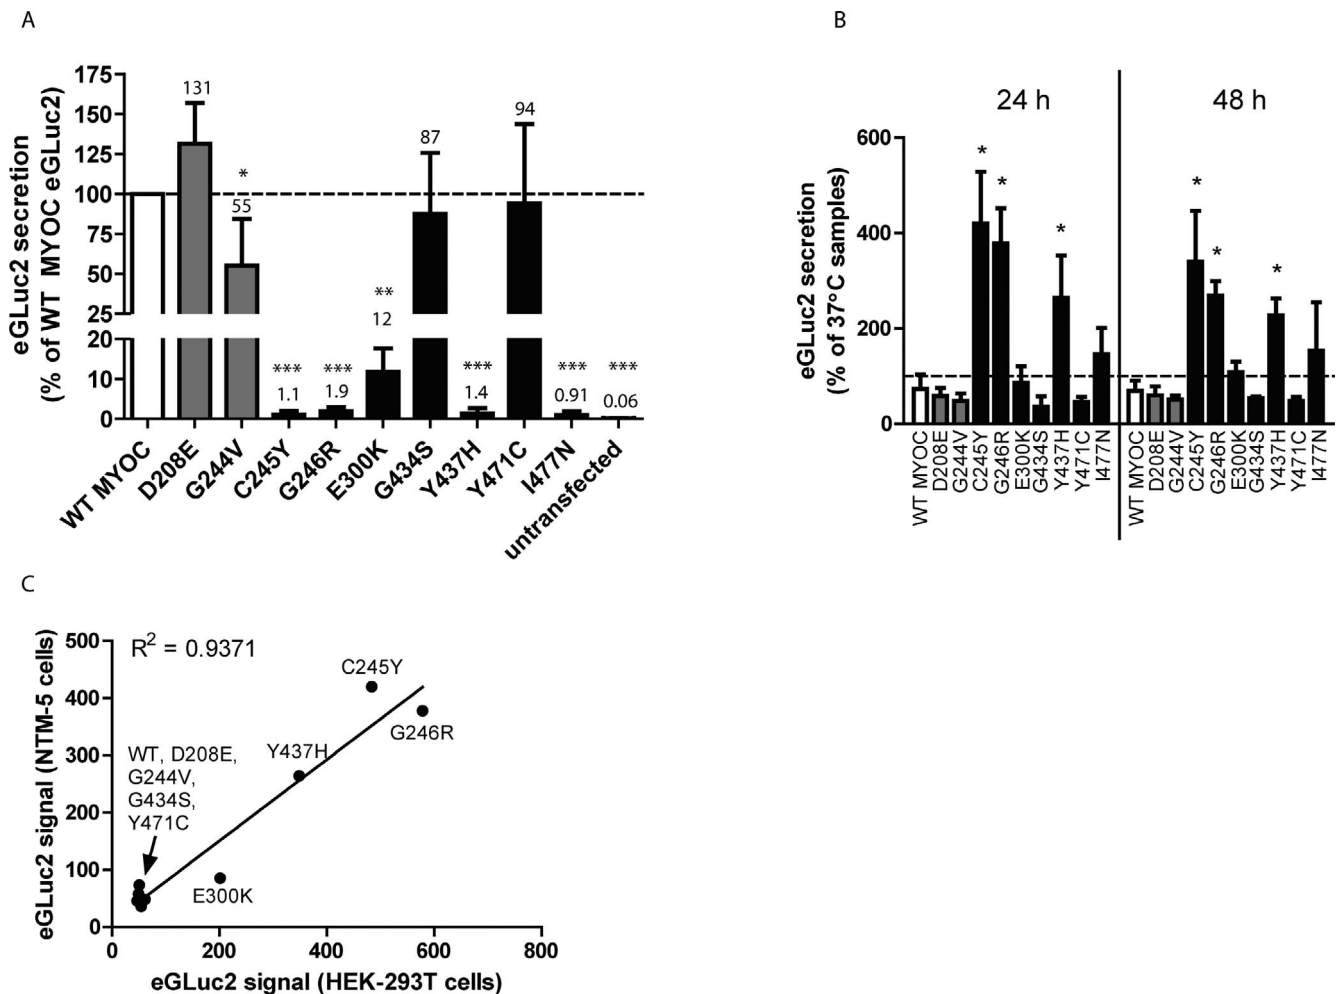 A
eGLuc2 secretion
(% of WT MYOC eGLuc2)
175
150
125
100
75
50
25
20
10
0
131
*
55
***
1.1
***
1.9
**
12
87
***
1.4
94
***
0.91
***
0.06
WT MYOC
D208E
G244V
C245Y
G246R
E300K
G434S
Y437H
Y471C
I477N
untransfected
B
24 h
48 h
eGLuc2 secretion
(% of 37°C samples)
600
400
200
0
*
*
*
*
*
*
WT MYOC
D208E
G244V
C245Y
G246R
E300K
G434S
Y437H
Y471C
I477N
WT MYOC
D208E
G244V
C245Y
G246R
E300K
G434S
Y437H
Y471C
I477N
C
R² = 0.9371
eGLuc2 signal (NTM-5 cells)
500
400
300
200
100
0
C245Y
G246R
Y437H
WT, D208E,
G244V,
G434S,
Y471C
E300K
0
200
400
600
800
eGLuc2 signal (HEK-293T cells)